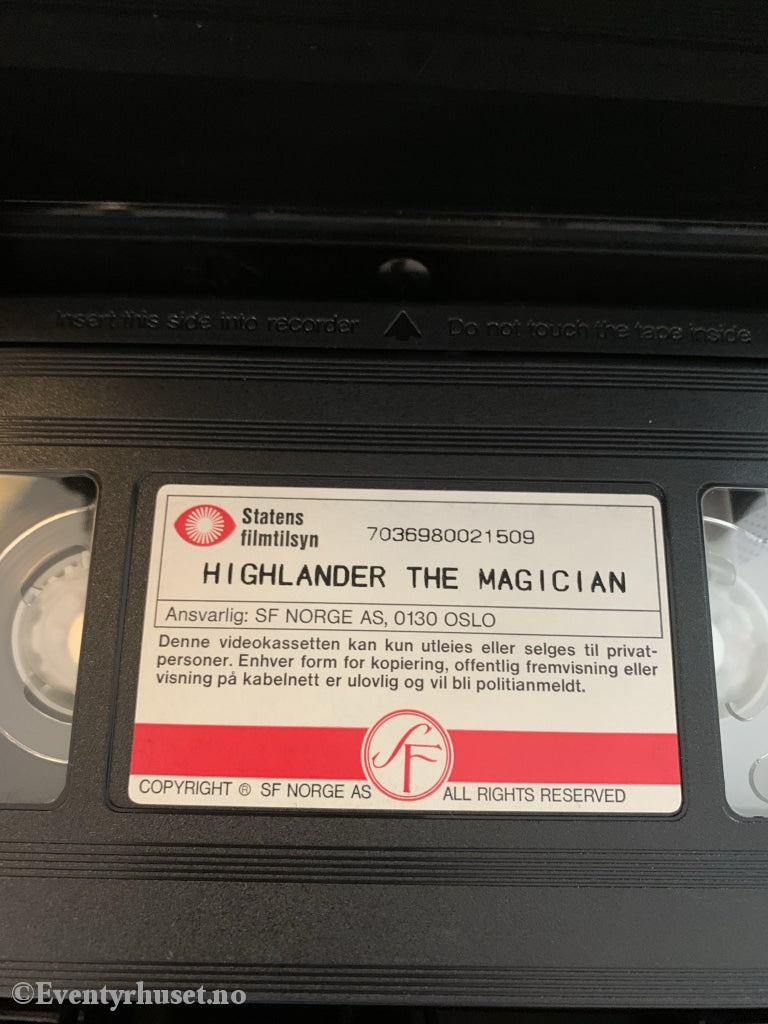 Insert this side into recorder Do not touch the tape inside
Statens
filmtilsyn
7036980021509
HIGHLANDER THE MAGICIAN
Ansvarlig: SF NORGE AS, 0130 OSLO
Denne videokassetten kan kun utleies eller selges til privat-
personer. Enhver form for kopiering, offentlig fremvisning eller
visning på kabelnett er ulovlig og vil bli politianmeldt.
SF
COPYRIGHT ® SF NORGE AS ALL RIGHTS RESERVED
©Eventyrhuset.no